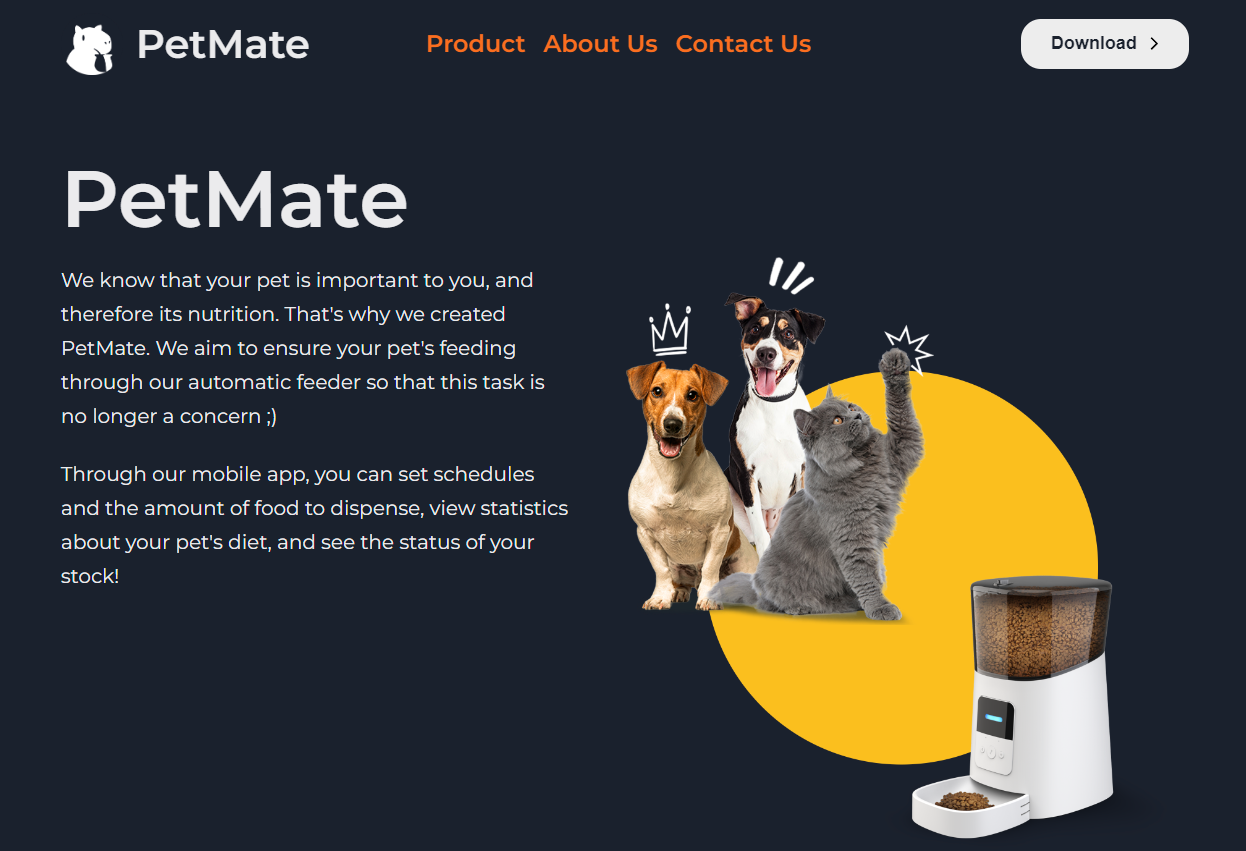 PetMate
Product About Us Contact Us
Download
PetMate
We know that your pet is important to you, and
therefore its nutrition. That's why we created
PetMate. We aim to ensure your pet's feeding
through our automatic feeder so that this task is
no longer a concern ;)
Through our mobile app, you can set schedules
and the amount of food to dispense, view statistics
about your pet's diet, and see the status of your
stock!